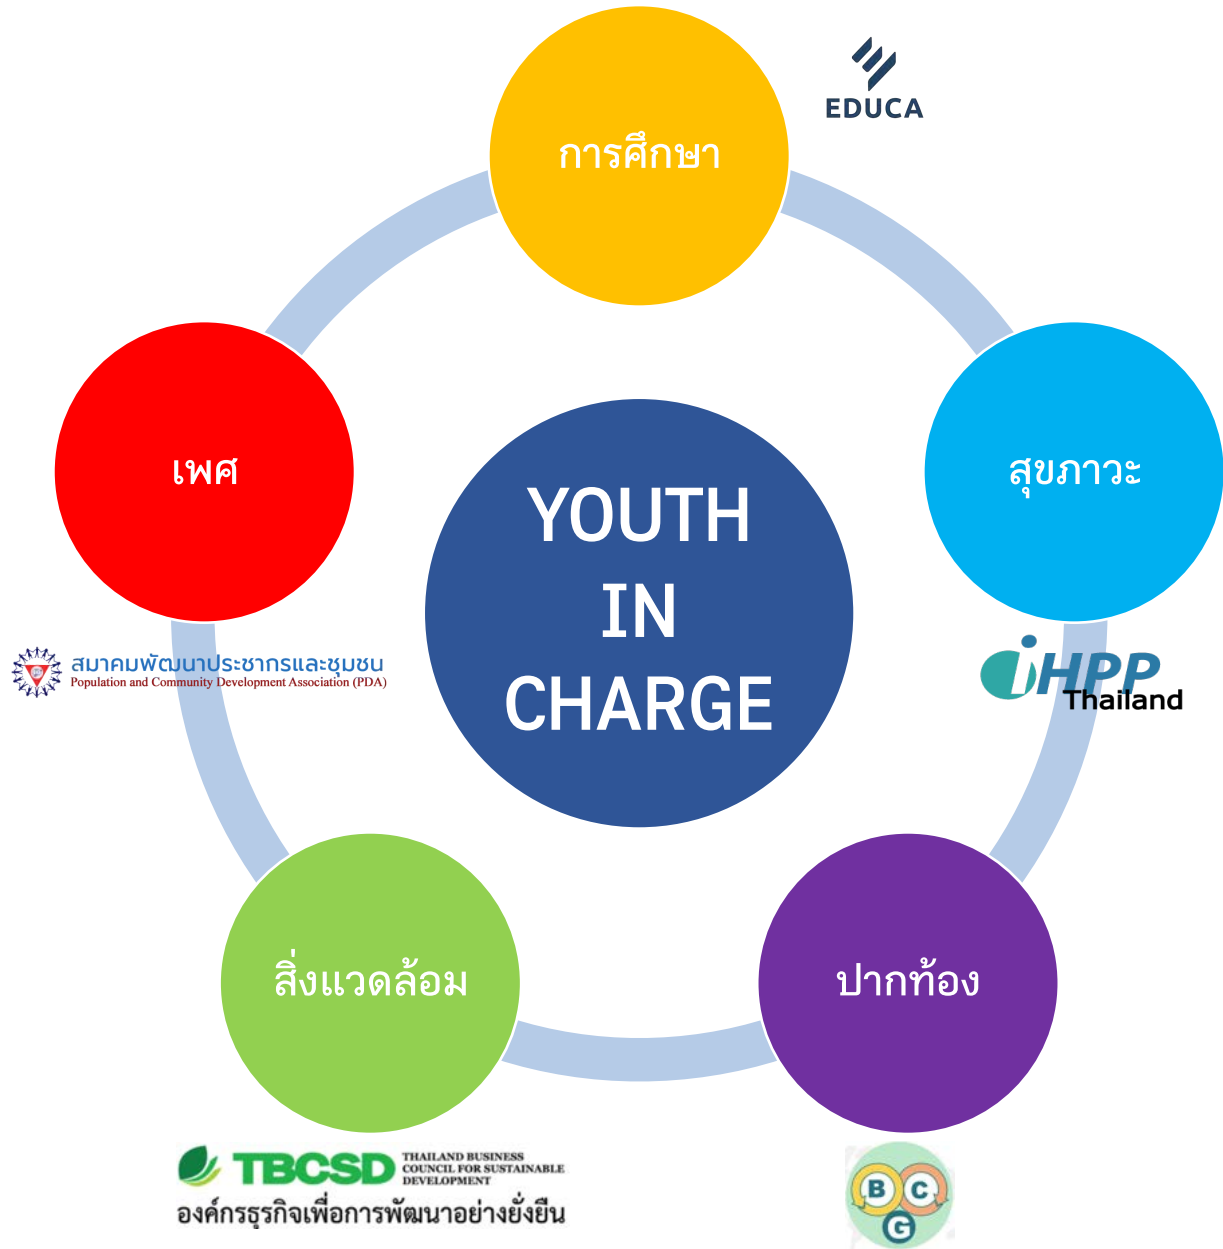 EDUCA
การศึกษา
เพศ
สุขภาวะ
YOUTH
IN
CHARGE
สมาคมพัฒนาประชากรและชุมชน
Population and Community Development Association (PDA)
iHPP
Thailand
สิ่งแวดล้อม
ปากท้อง
TBCSD
THAILAND BUSINESS
COUNCIL FOR SUSTAINABLE
DEVELOPMENT
องค์กรธุรกิจเพื่อการพัฒนาอย่างยั่งยืน
B C
G